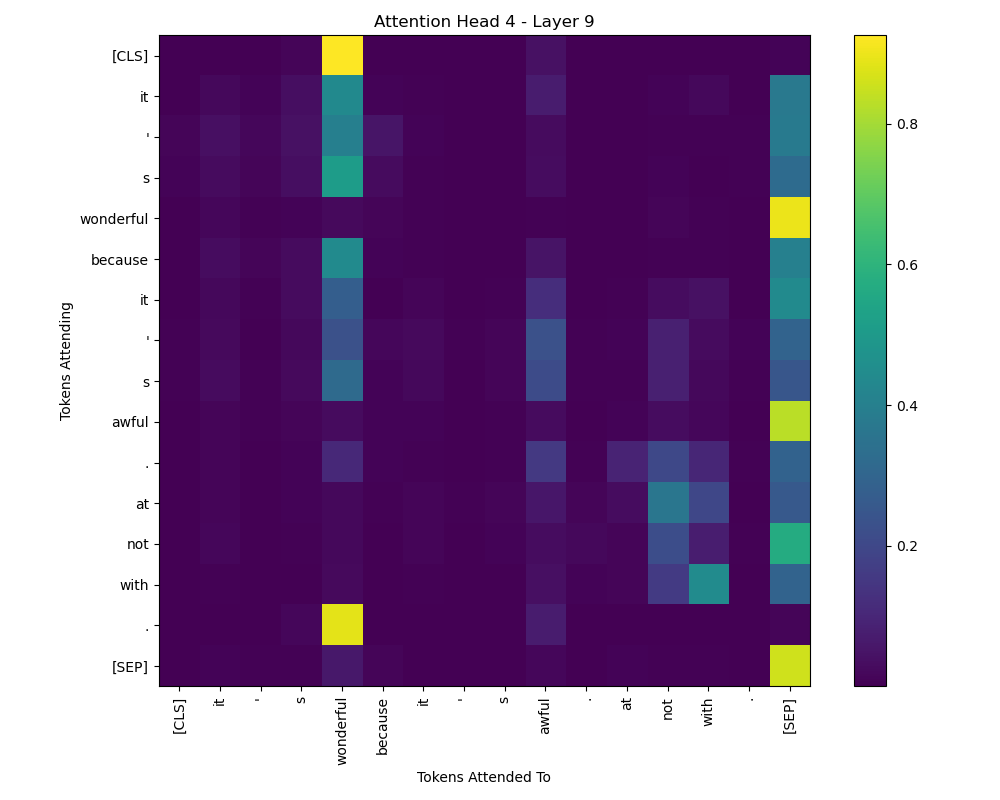 Attention Head 4 - Layer 9
[CLS]
it
'
s
wonderful
because
it
'
s
awful
.
at
not
with
.
[SEP]
Tokens Attending
[CLS]
it
'
s
wonderful
because
it
'
s
awful
.
at
not
with
.
[SEP]
Tokens Attended To
0.8
0.6
0.4
0.2